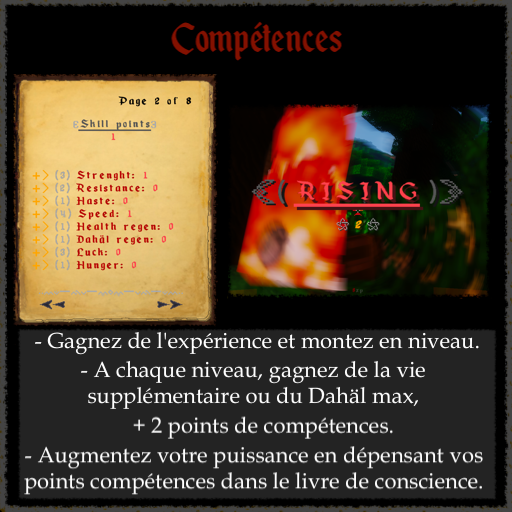 Compétences
Page 2 of 8
Skill points
1
+> (3) Strenght: 1
+> (2) Resistance: 0
+> (1) Haste: 0
+> (4) Speed: 1
+> (1) Health regen: 0
+> (1) Dahäl regen: 0
+> (3) Luck: 0
+> (1) Hunger: 0
RISING
2
- Gagnez de l'expérience et montez en niveau.
- A chaque niveau, gagnez de la vie
supplémentaire ou du Dahäl max,
+ 2 points de compétences.
- Augmentez votre puissance en dépensant vos
points compétences dans le livre de conscience.